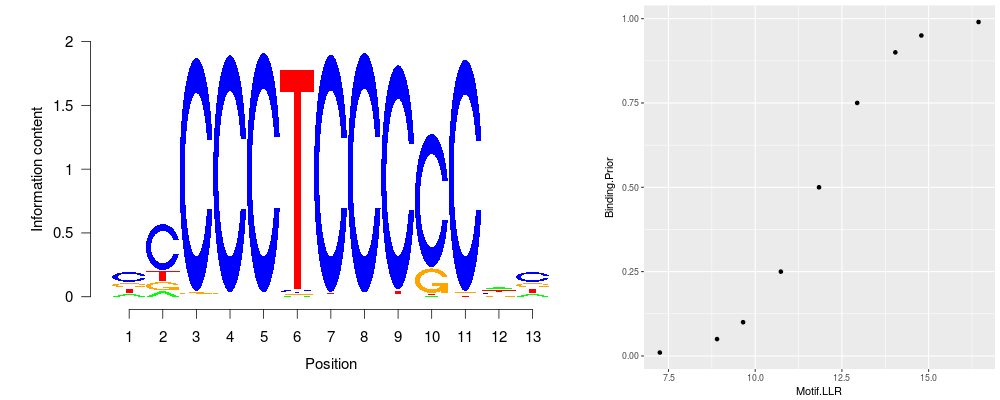 2
1.5
1
0.5
0
Information content
CCCTCCCCC
C
C
T
G
C
G
1 2 3 4 5 6 7 8 9 10 11 12 13
Position
1.00
0.75
0.50
0.25
0.00
Binding.Prior
7.5 10.0 12.5 15.0
Motif.LLR